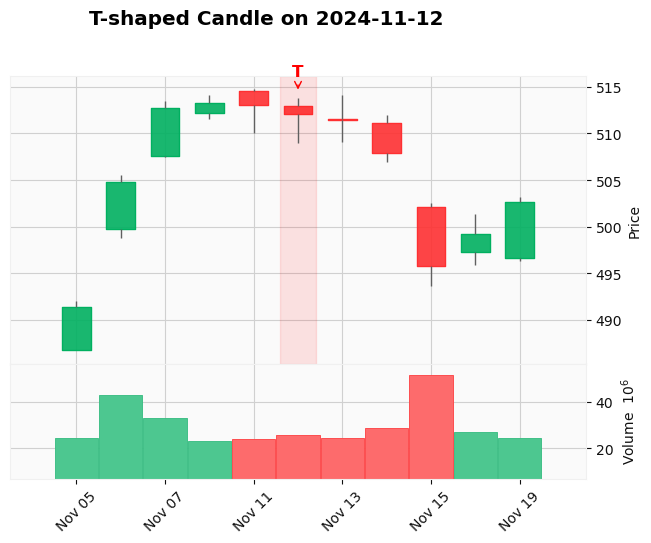 T-shaped Candle on 2024-11-12
T
515
510
505
500
495
490
Price
40
20
Volume 10^6
Nov 05
Nov 07
Nov 11
Nov 13
Nov 15
Nov 19